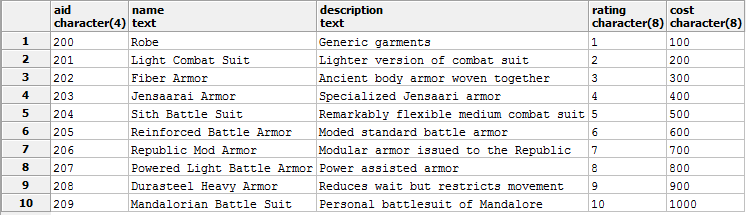 aid name description rating cost
character(4) text text character(8) character(8)
1 200 Robe Generic garments 1 100
2 201 Light Combat Suit Lighter version of combat suit 2 200
3 202 Fiber Armor Ancient body armor woven together 3 300
4 203 Jensaarai Armor Specialized Jensaari armor 4 400
5 204 Sith Battle Suit Remarkably flexible medium combat suit 5 500
6 205 Reinforced Battle Armor Moded standard battle armor 6 600
7 206 Republic Mod Armor Modular armor issued to the Republic 7 700
8 207 Powered Light Battle Armor Power assisted armor 8 800
9 208 Durasteel Heavy Armor Reduces wait but restricts movement 9 900
10 209 Mandalorian Battle Suit Personal battlesuit of Mandalore 10 1000